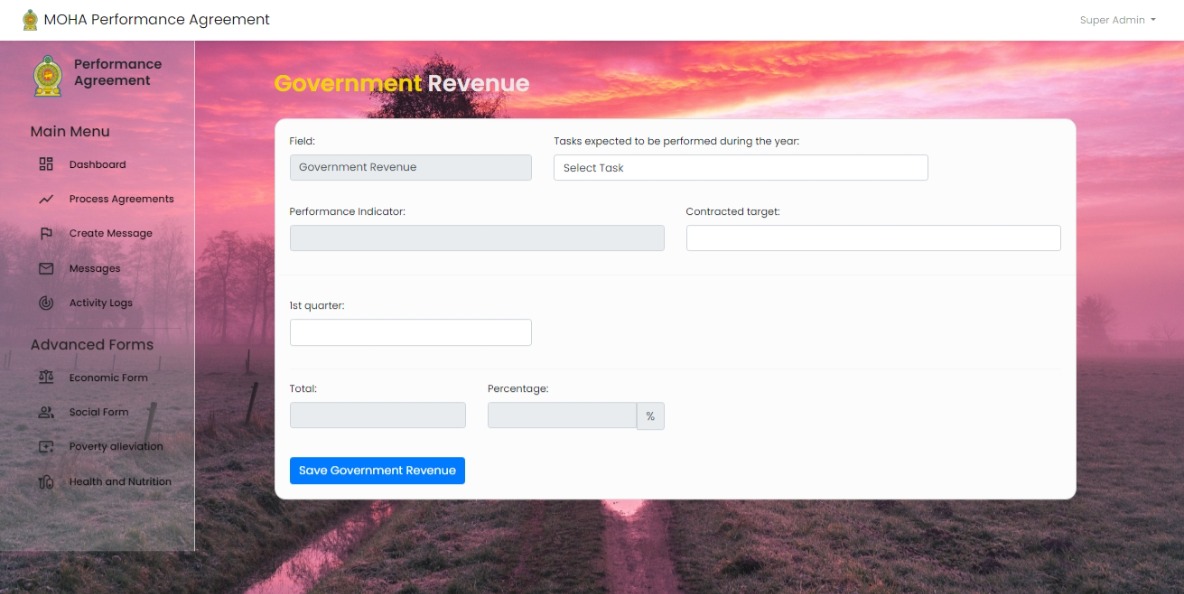 MOHA Performance Agreement
Super Admin
Performance
Agreement
Main Menu
Dashboard
Process Agreements
Create Message
Messages
Activity Logs
Advanced Forms
Economic Form
Social Form
Poverty alleviation
Health and Nutrition
Government Revenue
Field:
Government Revenue
Tasks expected to be performed during the year:
Select Task
Performance Indicator:
Contracted target:
1st quarter:
Total:
Percentage:
%
Save Government Revenue